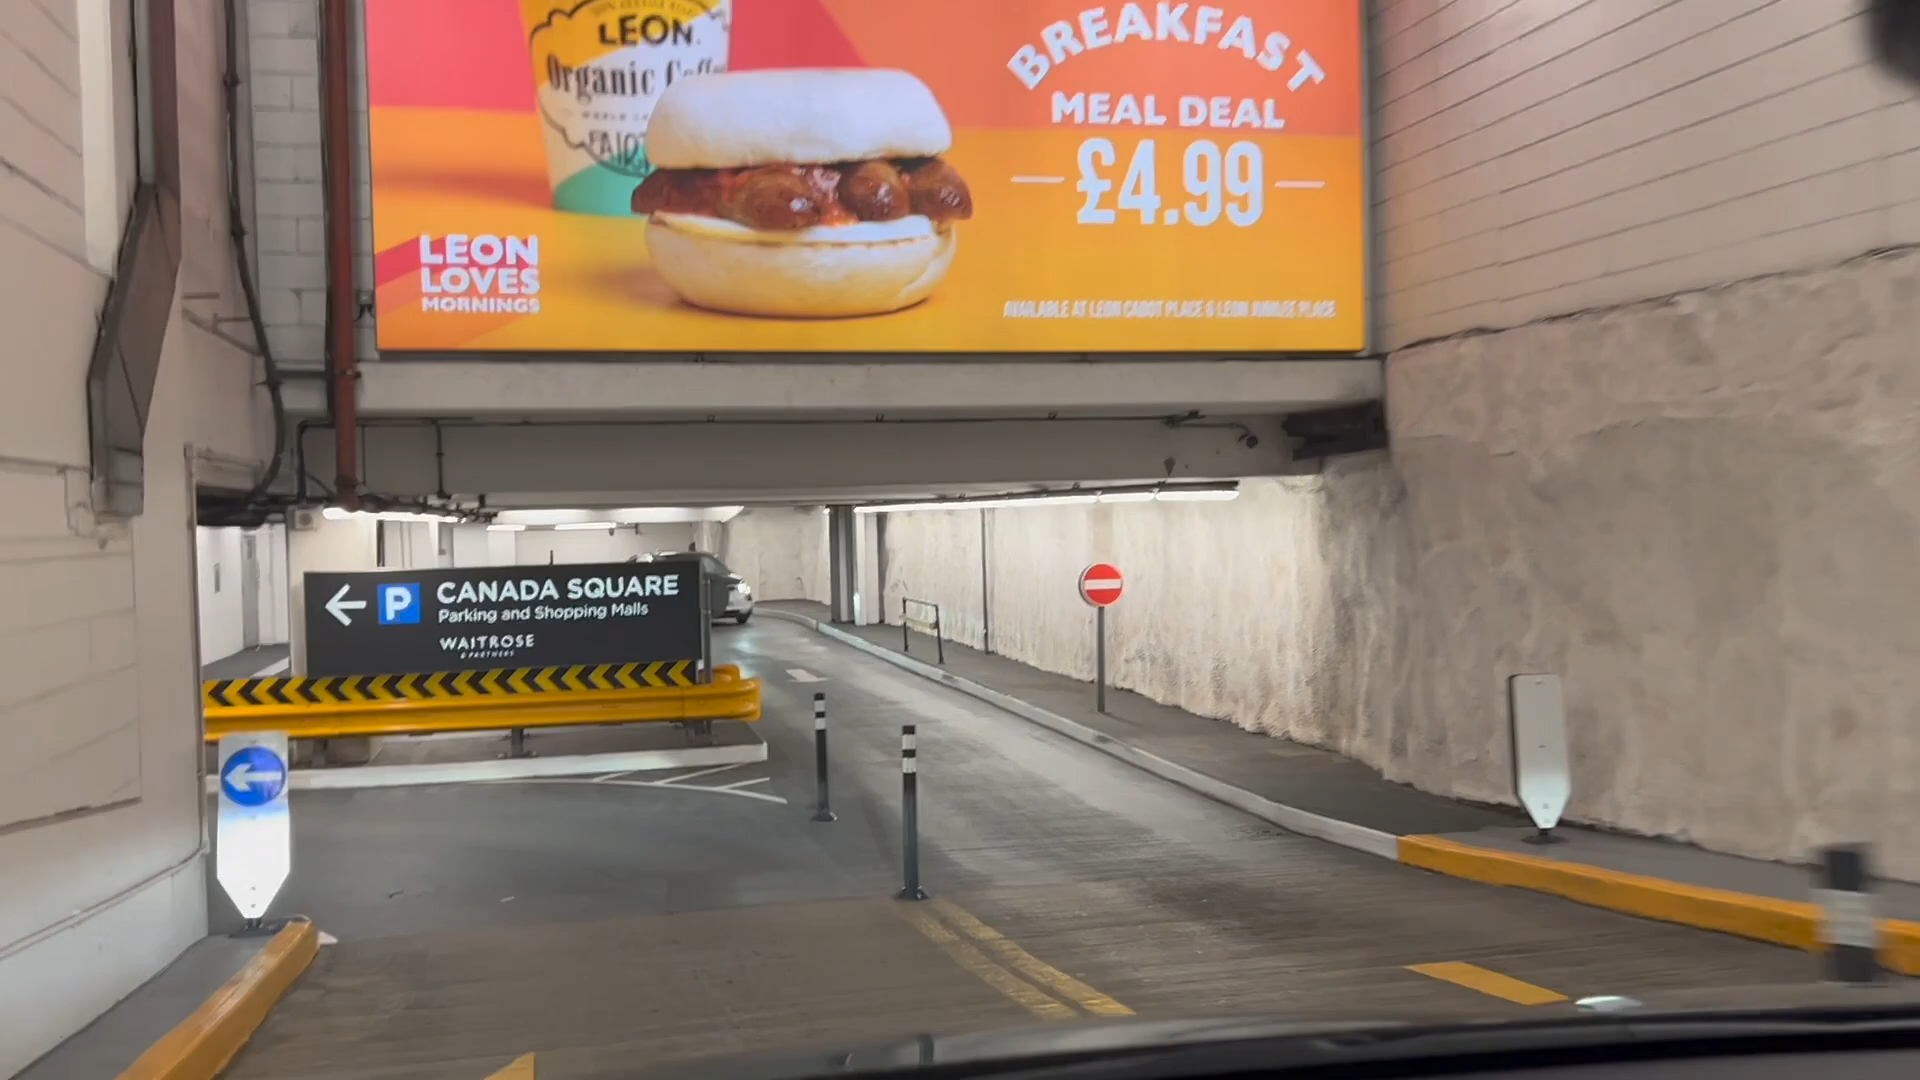 LEON.
Organic Coffee
FAIRT
BREAKFAST
MEAL DEAL
£4.99
LEON
LOVES
MORNINGS
AVAILABLE AT LEON CABOT PLACE & LEON JUBILEE PLACE
P CANADA SQUARE
Parking and Shopping Malls
WAITROSE
& PARTNERS